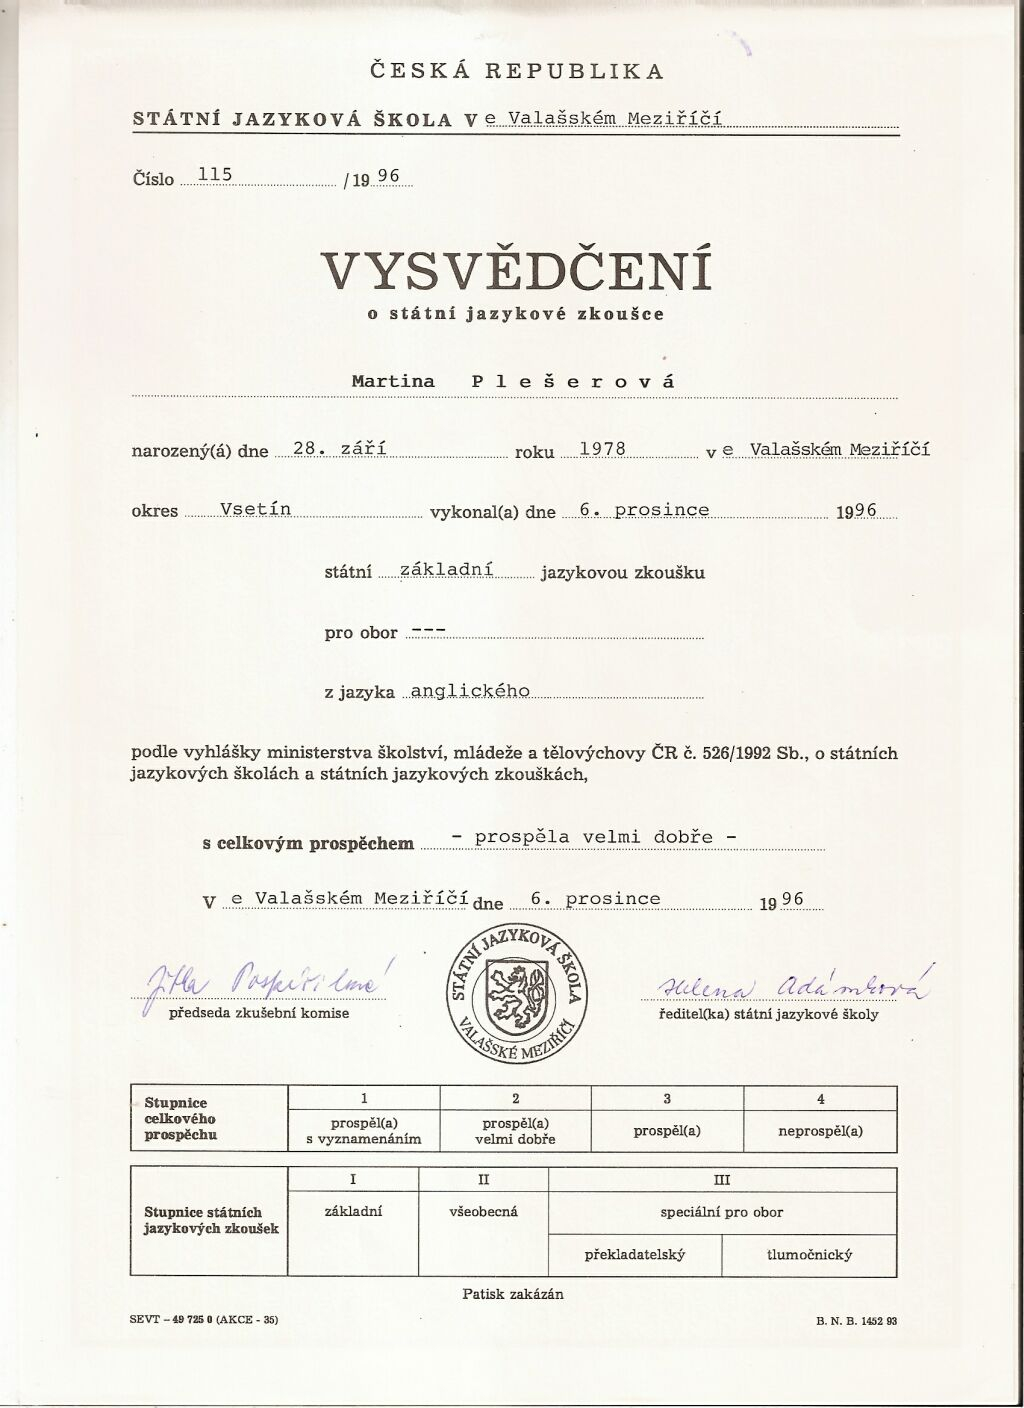 ČESKÁ REPUBLIKA
STÁTNÍ JAZYKOVÁ ŠKOLA V e Valašském Meziříčí
Číslo 115 /19 96
VYSVĚDČENÍ
o státní jazykové zkoušce
Martina P l e š e r o v á
narozený(á) dne 28. září roku 1978 v e Valašském Meziříčí
okres Vsetín vykonal(a) dne 6. prosince 1996
státní základní jazykovou zkoušku
pro obor ---
z jazyka anglického
podle vyhlášky ministerstva školství, mládeže a tělovýchovy ČR č. 526/1992 Sb., o státních
jazykových školách a státních jazykových zkouškách,
s celkovým prospěchem - prospěla velmi dobře -
V e Valašském Meziříčí dne 6. prosince 19 96
STÁTNÍ JAZYKOVÁ ŠKOLA
VALAŠSKÉ MEZIŘÍČÍ
Jitka Pospíšilová
Helena Adámková
předseda zkušební komise
ředitel(ka) státní jazykové školy
Stupnice celkového prospěchu
1 2 3 4
prospěl(a) s vyznamenáním
prospěl(a) velmi dobře
prospěl(a)
neprospěl(a)
Stupnice státních jazykových zkoušek
I II III
základní všeobecná speciální pro obor
překladatelský tlumočnický
Patisk zakázán
SEVT – 49 725 0 (AKCE - 35)
B. N. B. 1452 93